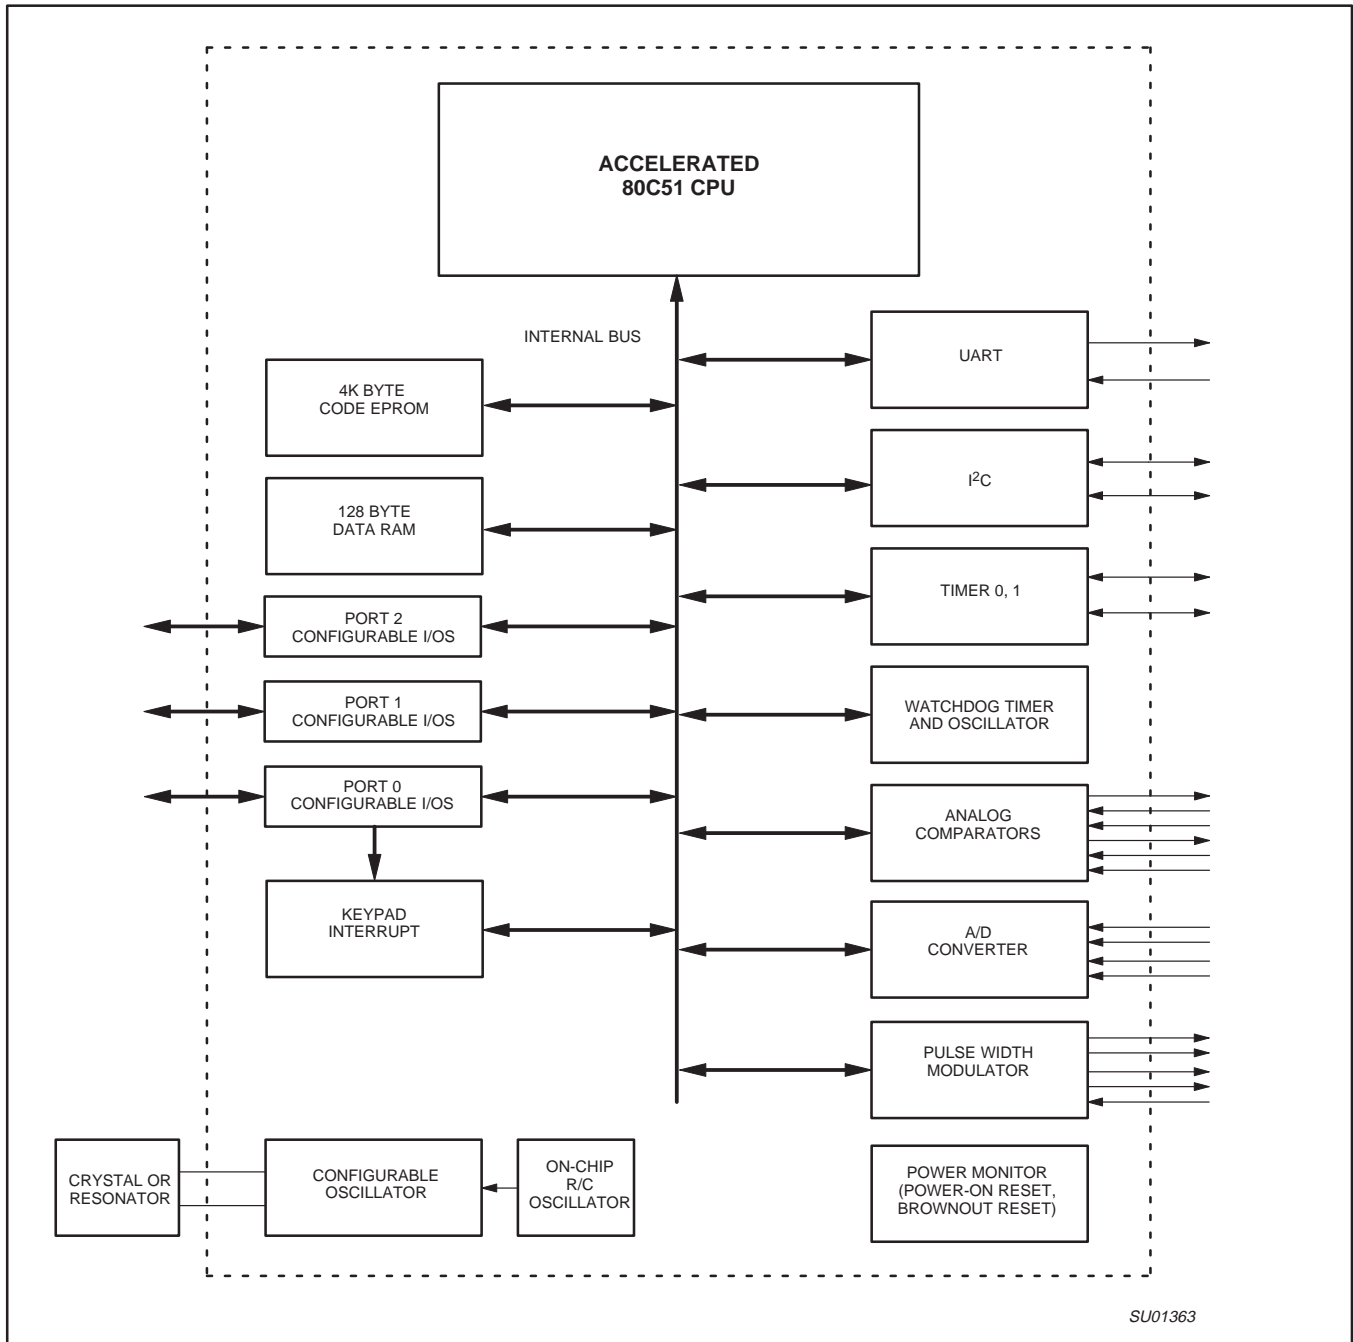 ACCELERATED
80C51 CPU
INTERNAL BUS
UART
4K BYTE
CODE EPROM
I²C
128 BYTE
DATA RAM
TIMER 0, 1
PORT 2
CONFIGURABLE I/OS
PORT 1
CONFIGURABLE I/OS
WATCHDOG TIMER
AND OSCILLATOR
PORT 0
CONFIGURABLE I/OS
ANALOG
COMPARATORS
KEYPAD
INTERRUPT
A/D
CONVERTER
PULSE WIDTH
MODULATOR
CRYSTAL OR
RESONATOR
CONFIGURABLE
OSCILLATOR
ON-CHIP
R/C
OSCILLATOR
POWER MONITOR
(POWER-ON RESET,
BROWNOUT RESET)
SU01363